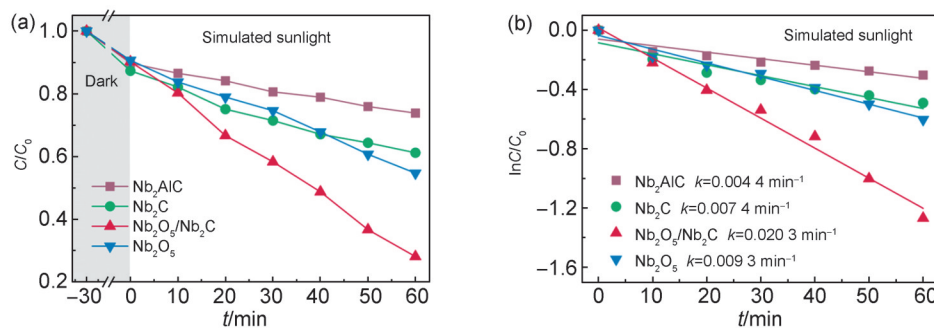 (a)
Simulated sunlight
Dark
Nb₂AlC
Nb₂C
Nb₂O₅/Nb₂C
Nb₂O₅
C/C₀
1.0
0.8
0.6
0.4
0.2
−30 0 10 20 30 40 50 60
t/min
(b)
Simulated sunlight
Nb₂AlC k=0.004 4 min⁻¹
Nb₂C k=0.007 4 min⁻¹
Nb₂O₅/Nb₂C k=0.020 3 min⁻¹
Nb₂O₅ k=0.009 3 min⁻¹
lnC/C₀
0.0
−0.4
−0.8
−1.2
−1.6
0 10 20 30 40 50 60
t/min